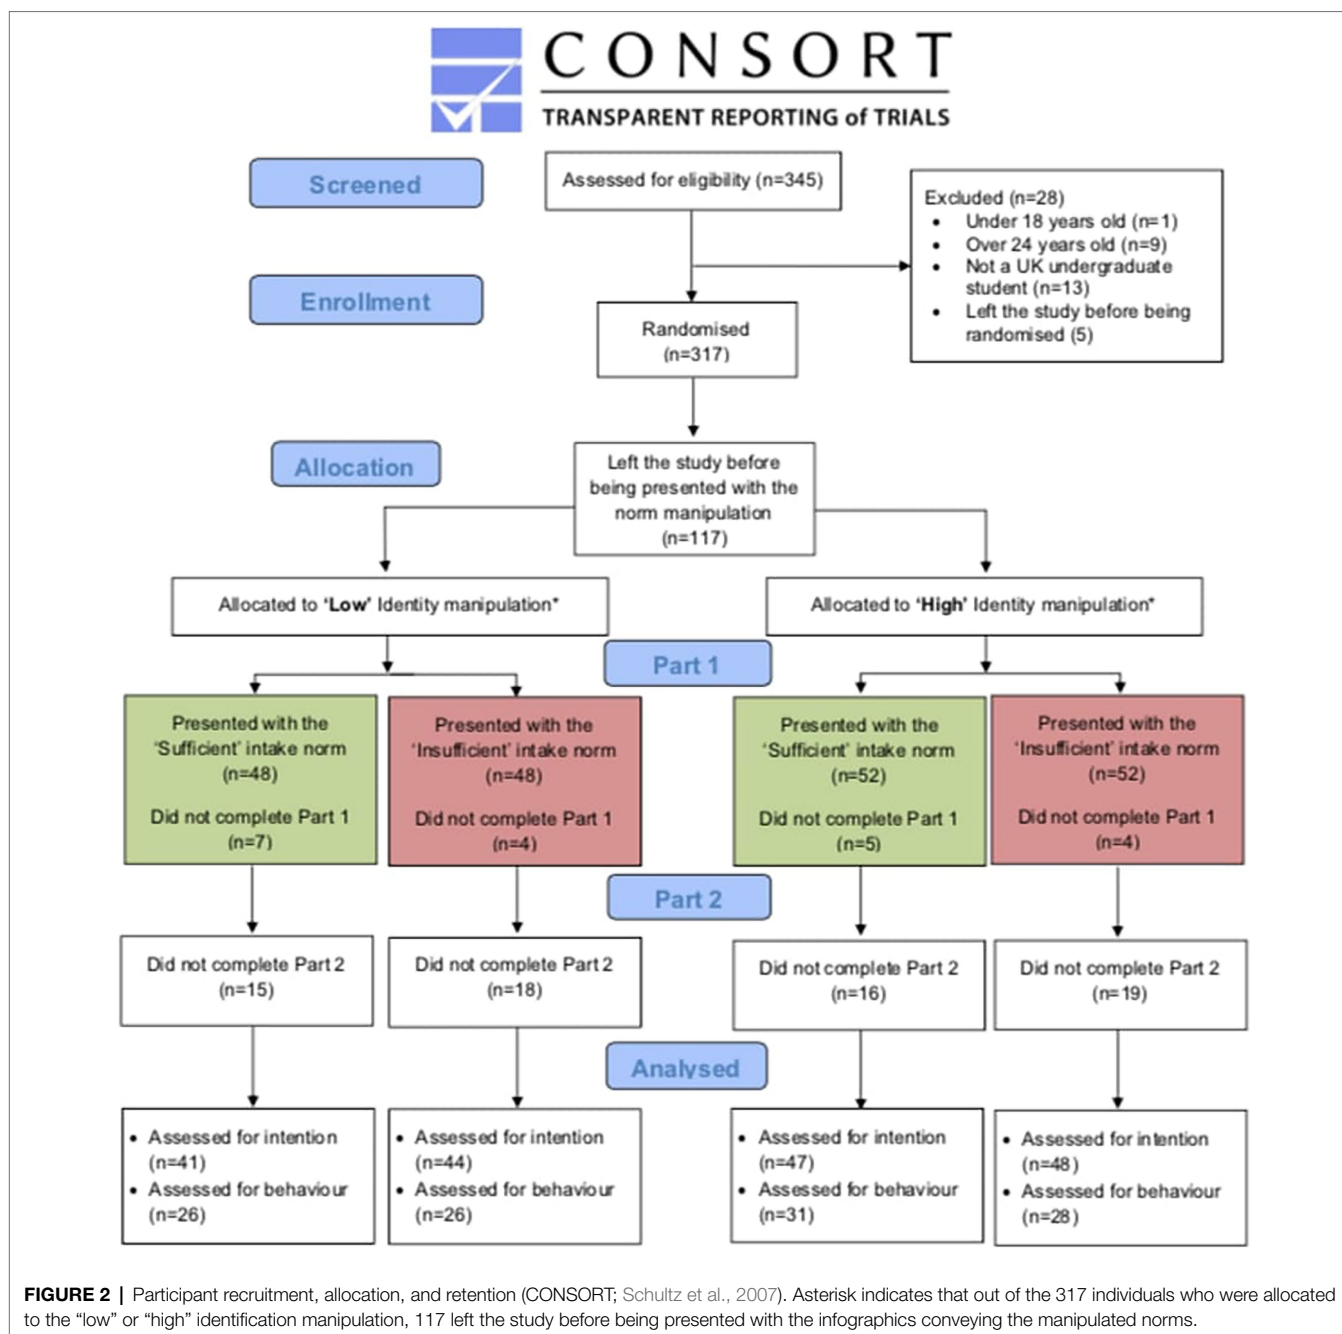 CONSORT
TRANSPARENT REPORTING of TRIALS
Screened
Assessed for eligibility (n=345)
Excluded (n=28)
• Under 18 years old (n=1)
• Over 24 years old (n=9)
• Not a UK undergraduate
student (n=13)
• Left the study before being
randomised (5)
Enrollment
Randomised
(n=317)
Allocation
Left the study before
being presented with the
norm manipulation
(n=117)
Allocated to ‘Low’ Identity manipulation*
Allocated to ‘High’ Identity manipulation*
Part 1
Presented with the
‘Sufficient’ intake norm
(n=48)
Did not complete Part 1
(n=7)
Presented with the
‘Insufficient’ intake norm
(n=48)
Did not complete Part 1
(n=4)
Presented with the
‘Sufficient’ intake norm
(n=52)
Did not complete Part 1
(n=5)
Presented with the
‘Insufficient’ intake norm
(n=52)
Did not complete Part 1
(n=4)
Part 2
Did not complete Part 2
(n=15)
Did not complete Part 2
(n=18)
Did not complete Part 2
(n=16)
Did not complete Part 2
(n=19)
Analysed
• Assessed for intention
(n=41)
• Assessed for behaviour
(n=26)
• Assessed for intention
(n=44)
• Assessed for behaviour
(n=26)
• Assessed for intention
(n=47)
• Assessed for behaviour
(n=31)
• Assessed for intention
(n=48)
• Assessed for behaviour
(n=28)
FIGURE 2 | Participant recruitment, allocation, and retention (CONSORT; Schultz et al., 2007). Asterisk indicates that out of the 317 individuals who were allocated
to the “low” or “high” identification manipulation, 117 left the study before being presented with the infographics conveying the manipulated norms.